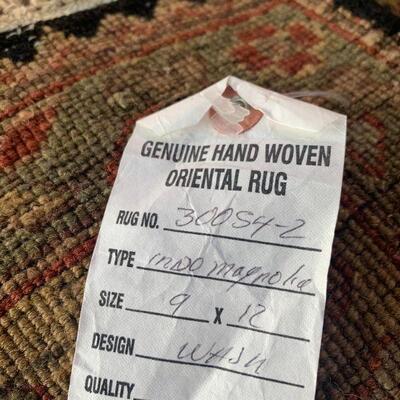 GENUINE HAND WOVEN
ORIENTAL RUG
RUG NO. 30054-2
TYPE INDO Magnolia
SIZE 9 X 12
DESIGN WASH
QUALITY